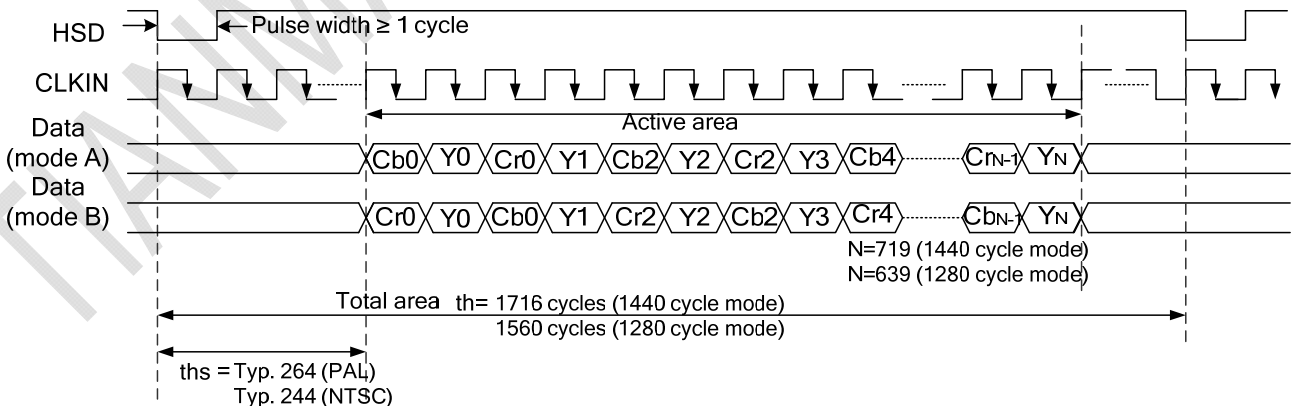 HSD
Pulse width ≥ 1 cycle
CLKIN
Active area
Data
(mode A)
Cb0 Y0 Cr0 Y1 Cb2 Y2 Cr2 Y3 Cb4 CrN-1 YN
Data
(mode B)
Cr0 Y0 Cb0 Y1 Cr2 Y2 Cb2 Y3 Cr4 CbN-1 YN
N=719 (1440 cycle mode)
N=639 (1280 cycle mode)
Total area th= 1716 cycles (1440 cycle mode)
1560 cycles (1280 cycle mode)
ths = Typ. 264 (PAL)
Typ. 244 (NTSC)